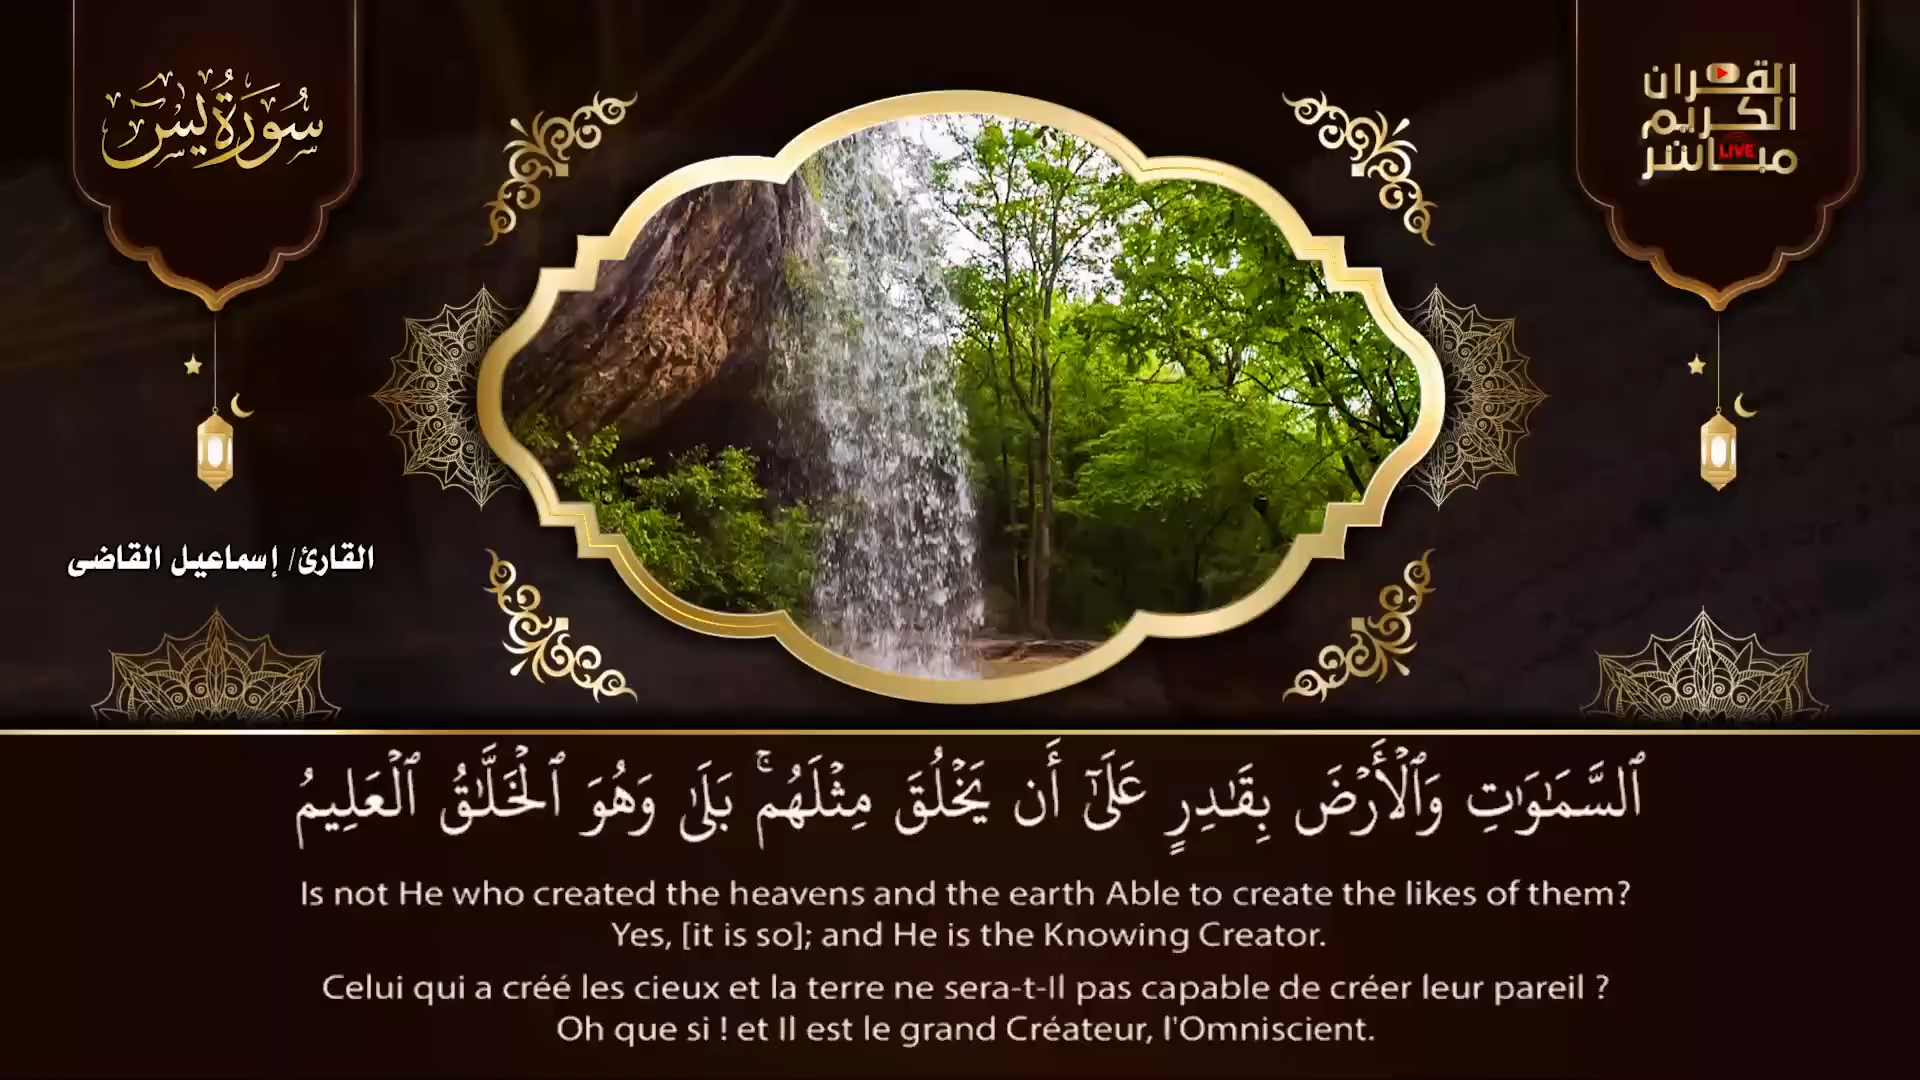 سُورَةُ يسٓ
القرآن
الكريم
مباشر
LIVE
القارئ/ إسماعيل القاضى
ٱلسَّمَٰوَٰتِ وَٱلْأَرْضَ بِقَٰدِرٍ عَلَىٰٓ أَن يَخْلُقَ مِثْلَهُم ۚ بَلَىٰ وَهُوَ ٱلْخَلَّٰقُ ٱلْعَلِيمُ
Is not He who created the heavens and the earth Able to create the likes of them?
Yes, [it is so]; and He is the Knowing Creator.
Celui qui a créé les cieux et la terre ne sera-t-Il pas capable de créer leur pareil ?
Oh que si ! et Il est le grand Créateur, l'Omniscient.